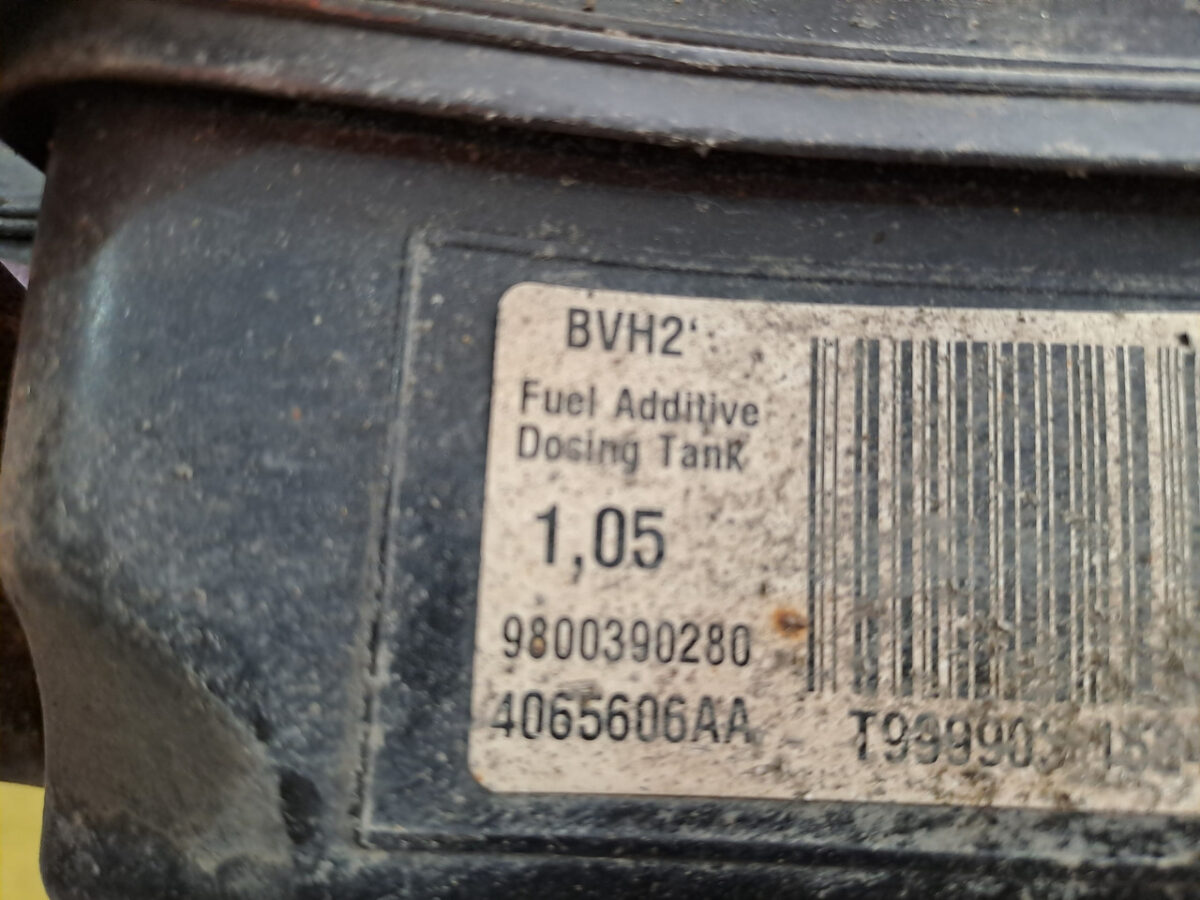 BVH2'
Fuel Additive
Dosing Tank
1,05
9800390280
4065606AA